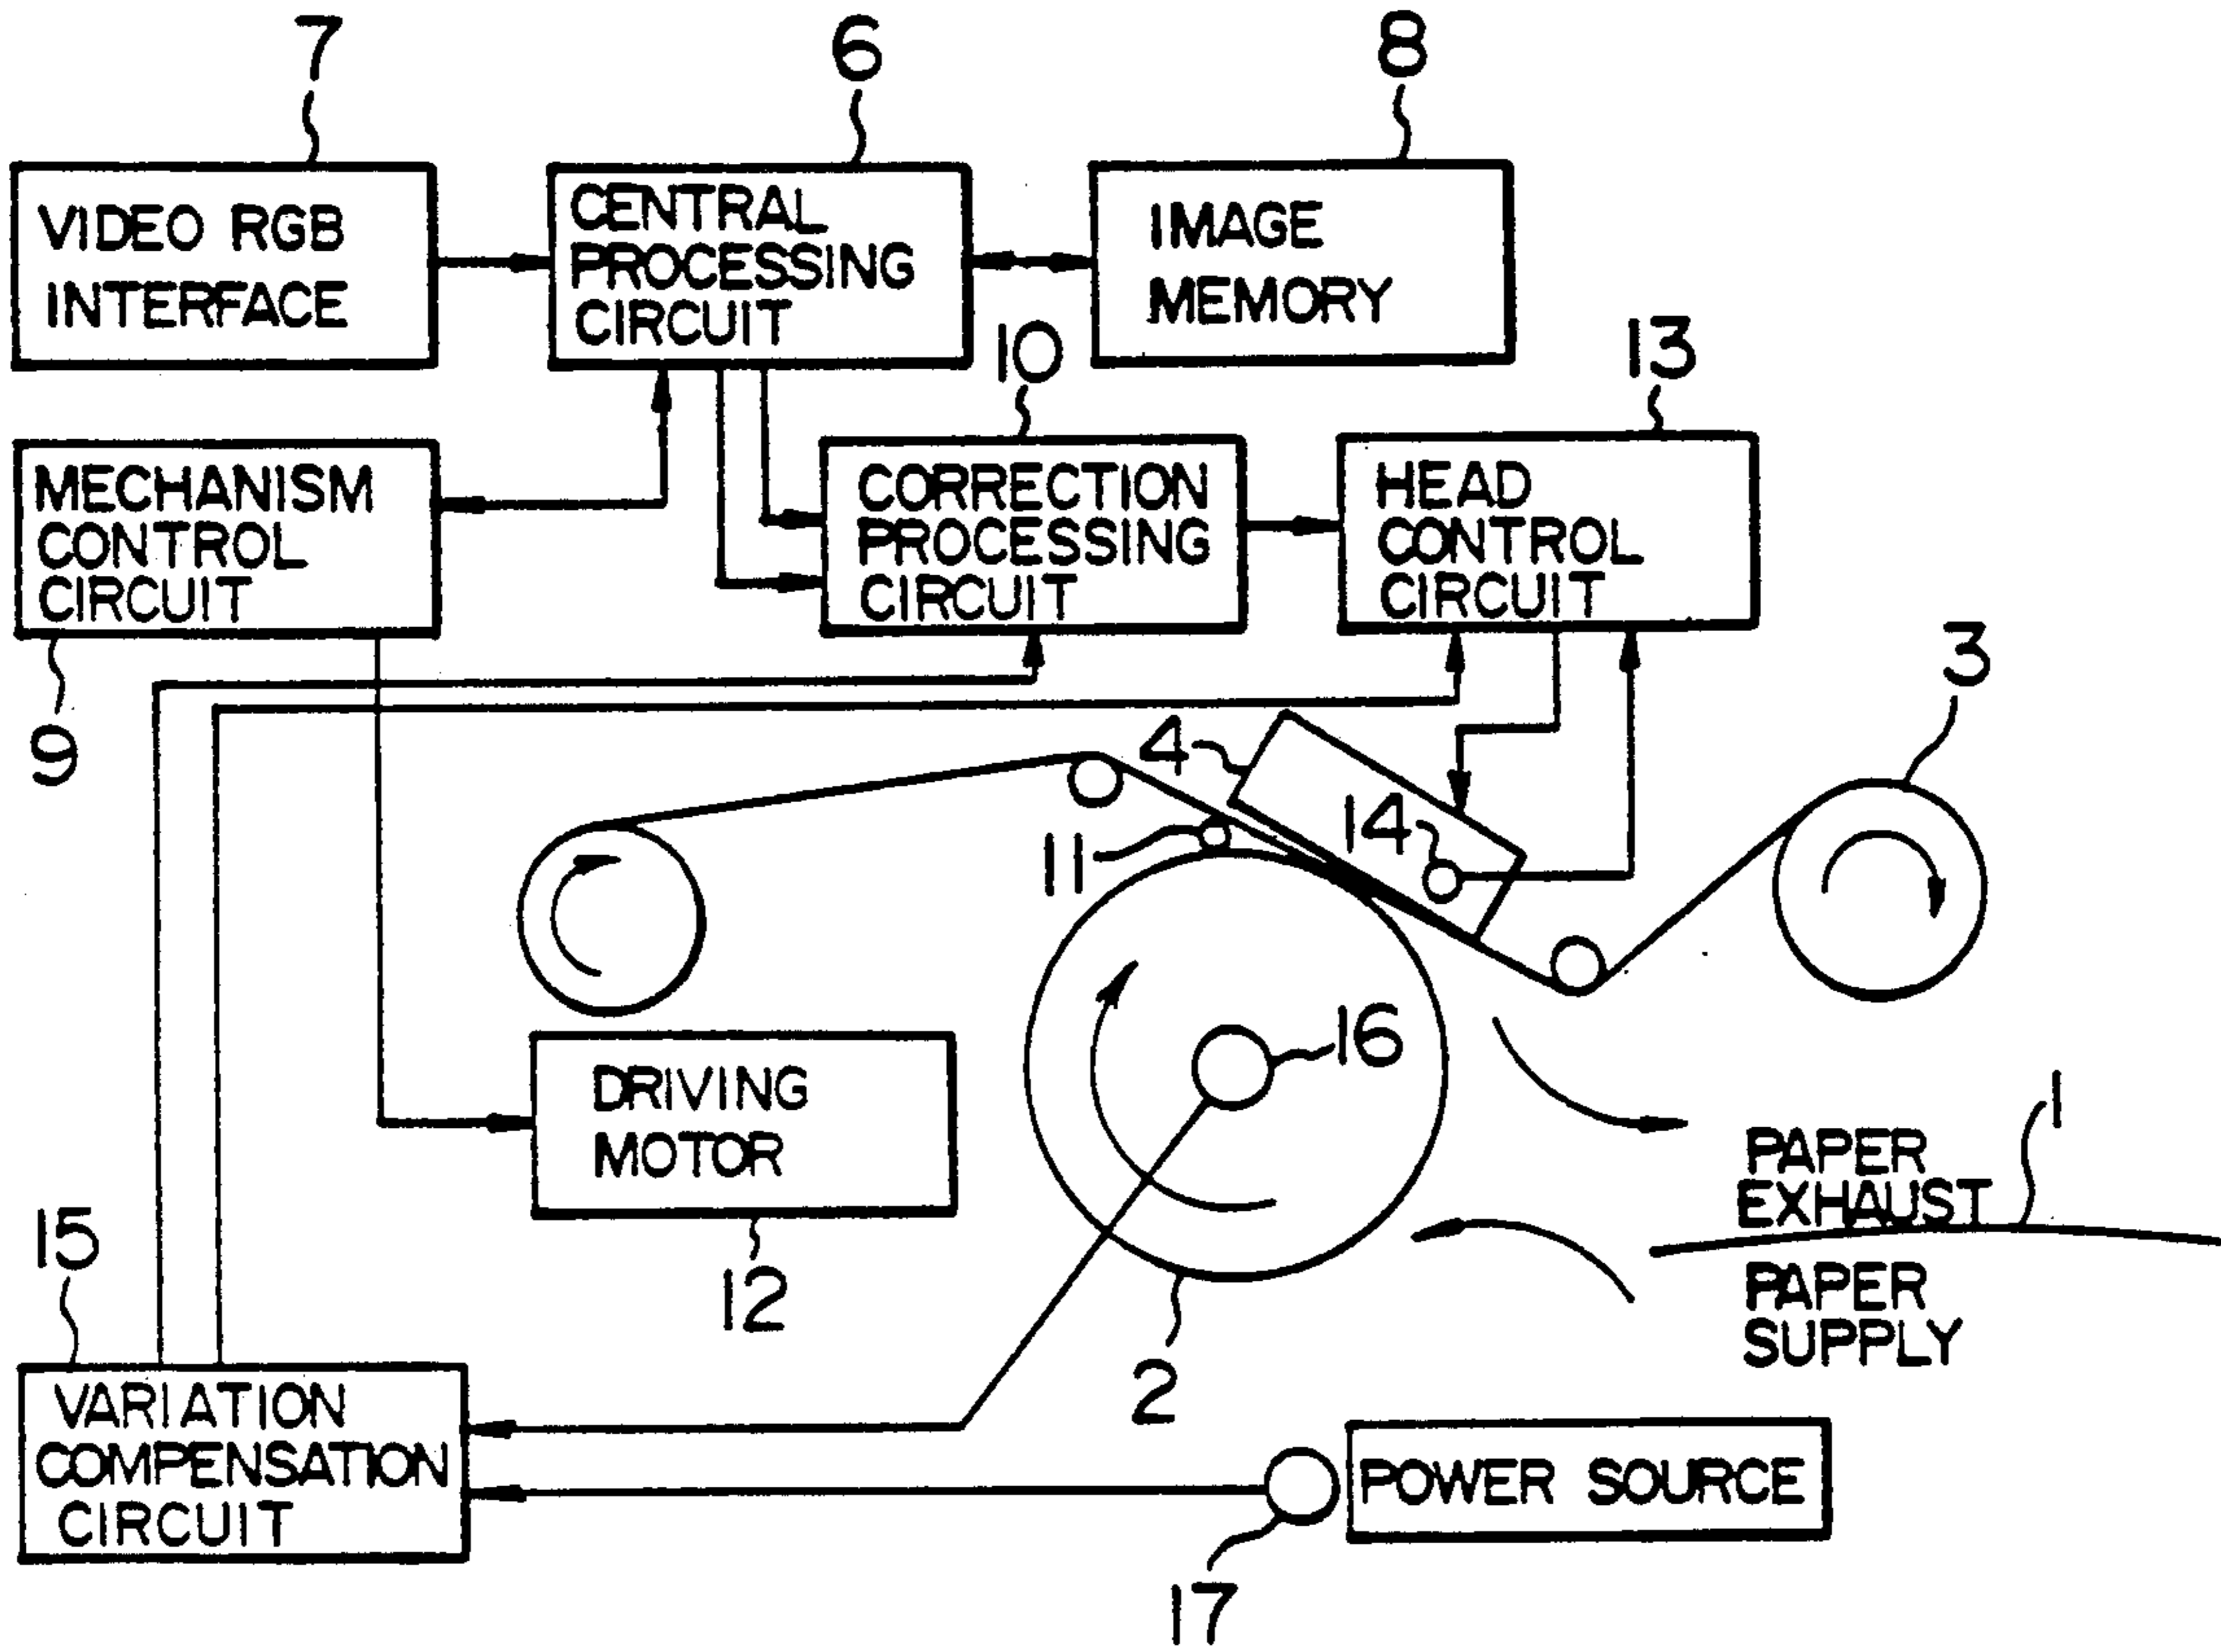 7
6
8
VIDEO RGB
INTERFACE
CENTRAL
PROCESSING
CIRCUIT
IMAGE
MEMORY
10
13
MECHANISM
CONTROL
CIRCUIT
CORRECTION
PROCESSING
CIRCUIT
HEAD
CONTROL
CIRCUIT
3
9
4
14
11
16
DRIVING
MOTOR
1
PAPER
EXHAUST
15
12
PAPER
SUPPLY
2
VARIATION
COMPENSATION
CIRCUIT
POWER SOURCE
17